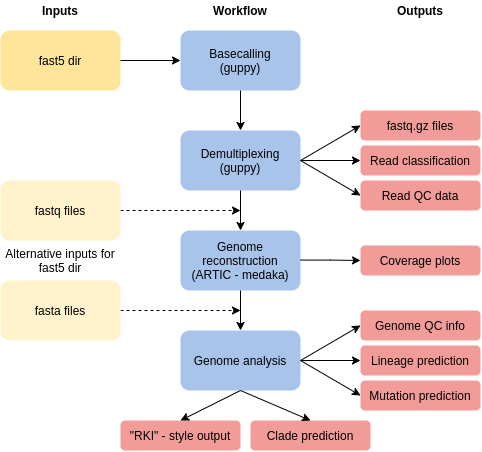 Inputs
Workflow
Outputs
fast5 dir
Basecalling
(guppy)
fastq.gz files
Demultiplexing
(guppy)
Read classification
Read QC data
fastq files
Alternative inputs for
fast5 dir
Genome
reconstruction
(ARTIC - medaka)
Coverage plots
fasta files
Genome analysis
Genome QC info
Lineage prediction
Mutation prediction
"RKI" - style output
Clade prediction